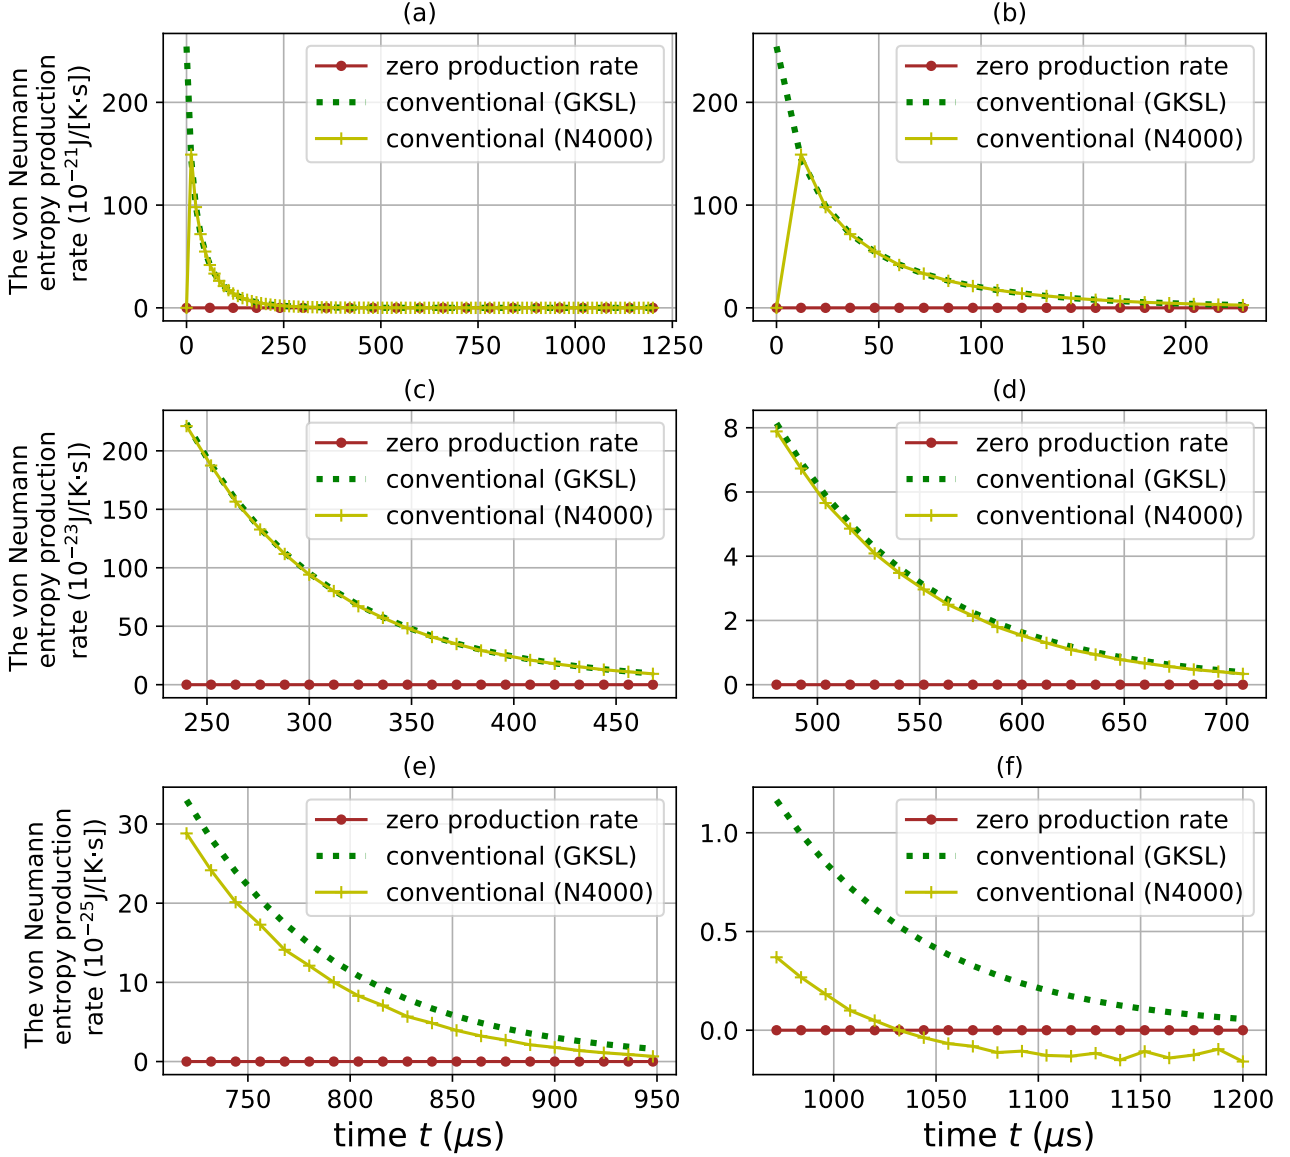 (a)
The von Neumann
entropy production
rate (10⁻²¹J/[K·s])
200
100
0
zero production rate
conventional (GKSL)
conventional (N4000)
0 250 500 750 1000 1250
(b)
200
100
0
zero production rate
conventional (GKSL)
conventional (N4000)
0 50 100 150 200
(c)
The von Neumann
entropy production
rate (10⁻²³J/[K·s])
200
150
100
50
0
zero production rate
conventional (GKSL)
conventional (N4000)
250 300 350 400 450
(d)
8
6
4
2
0
zero production rate
conventional (GKSL)
conventional (N4000)
500 550 600 650 700
(e)
The von Neumann
entropy production
rate (10⁻²⁵J/[K·s])
30
20
10
0
zero production rate
conventional (GKSL)
conventional (N4000)
750 800 850 900 950
time t (μs)
(f)
1.0
0.5
0.0
zero production rate
conventional (GKSL)
conventional (N4000)
1000 1050 1100 1150 1200
time t (μs)